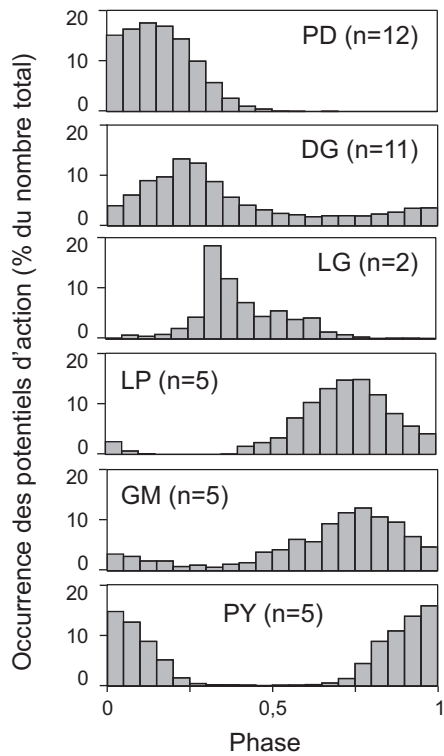 Occurrence des potentiels d'action (% du nombre total)
20
10
0
PD (n=12)
20
10
0
DG (n=11)
20
10
0
LG (n=2)
20
10
0
LP (n=5)
20
10
0
GM (n=5)
20
10
0
PY (n=5)
0
0,5
1
Phase